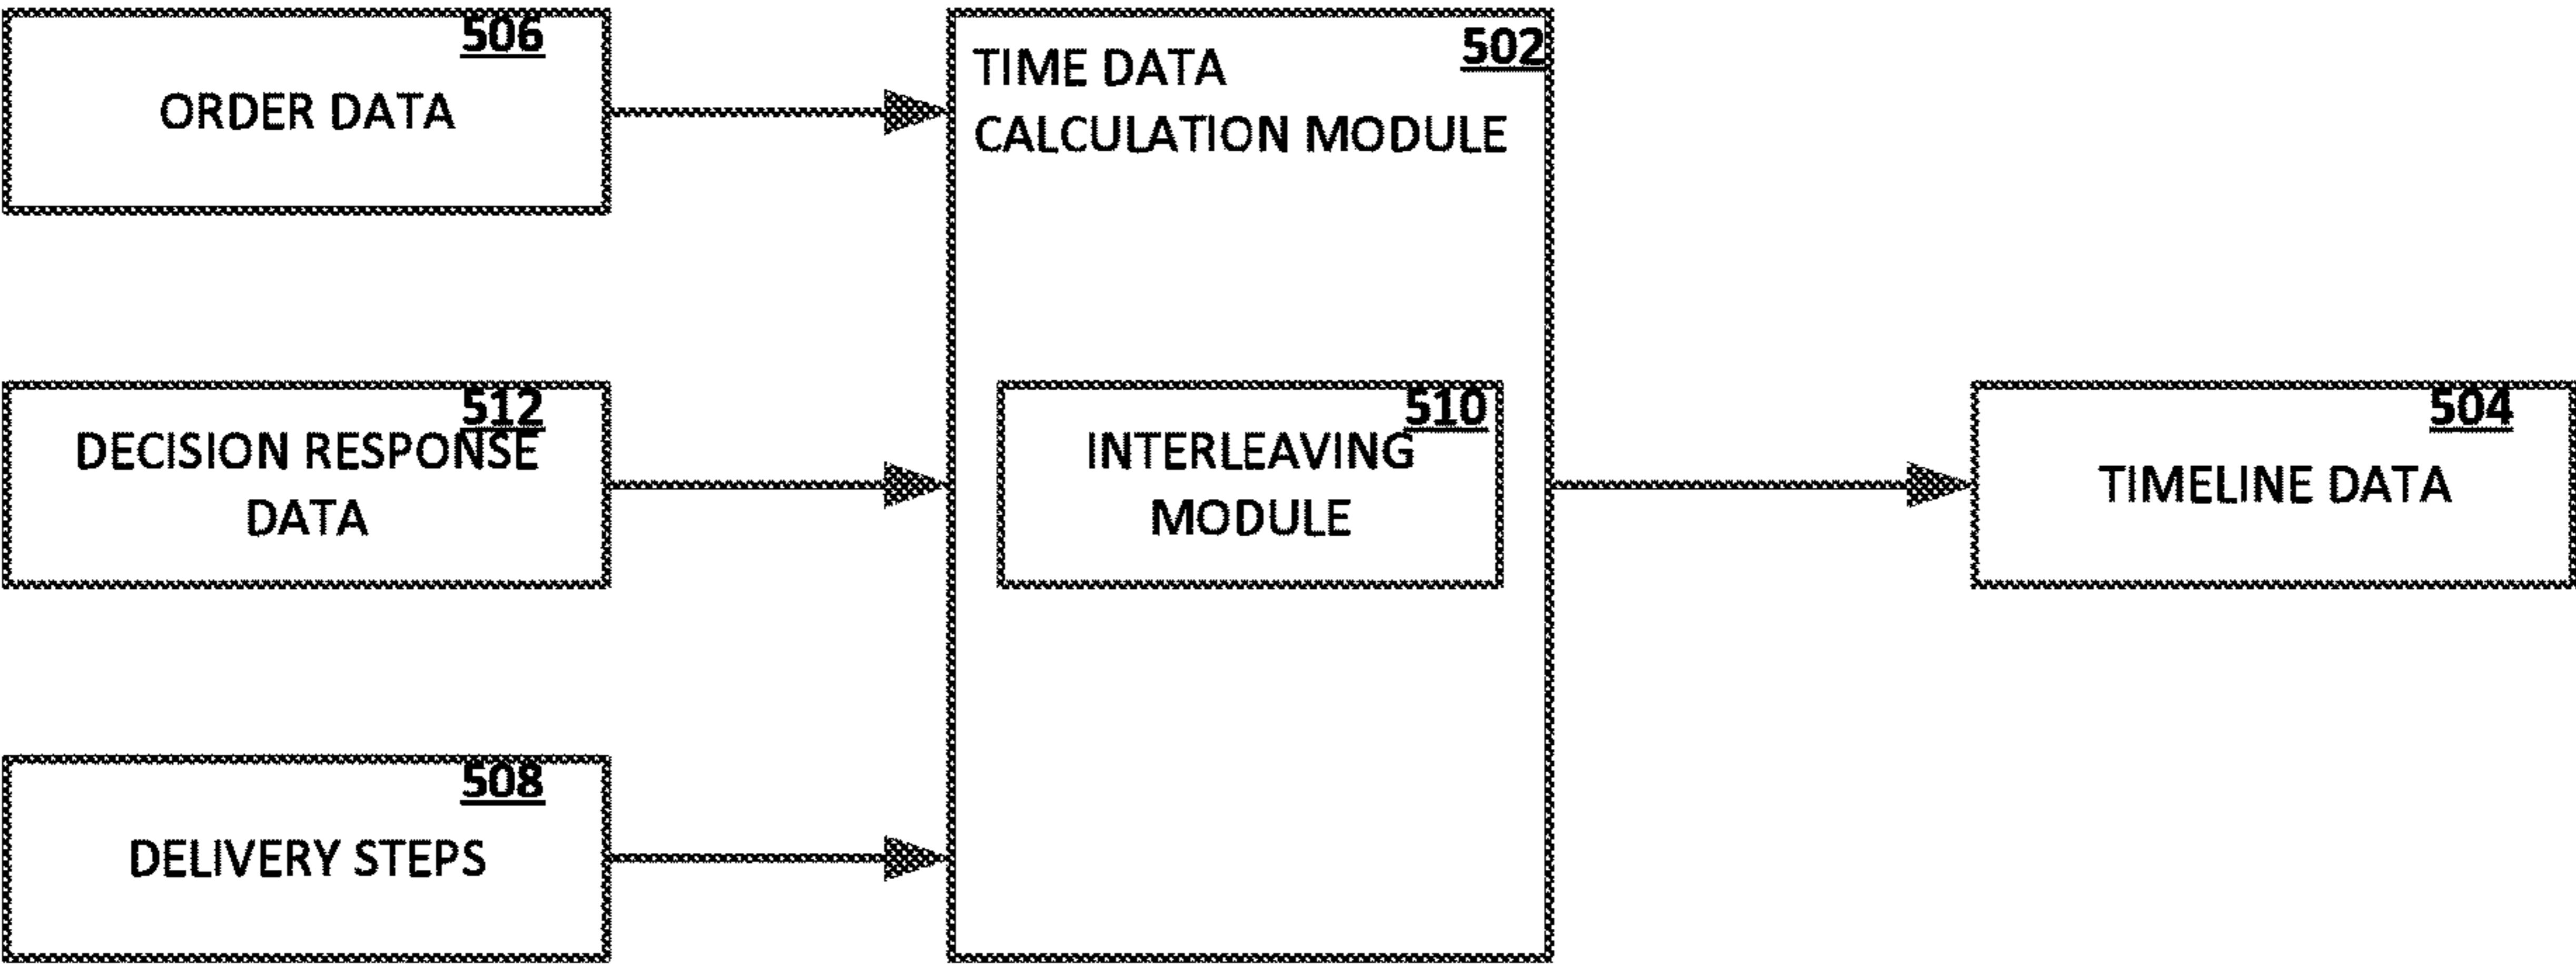 506
ORDER DATA
502
TIME DATA
CALCULATION MODULE
512
DECISION RESPONSE
DATA
510
INTERLEAVING
MODULE
504
TIMELINE DATA
508
DELIVERY STEPS